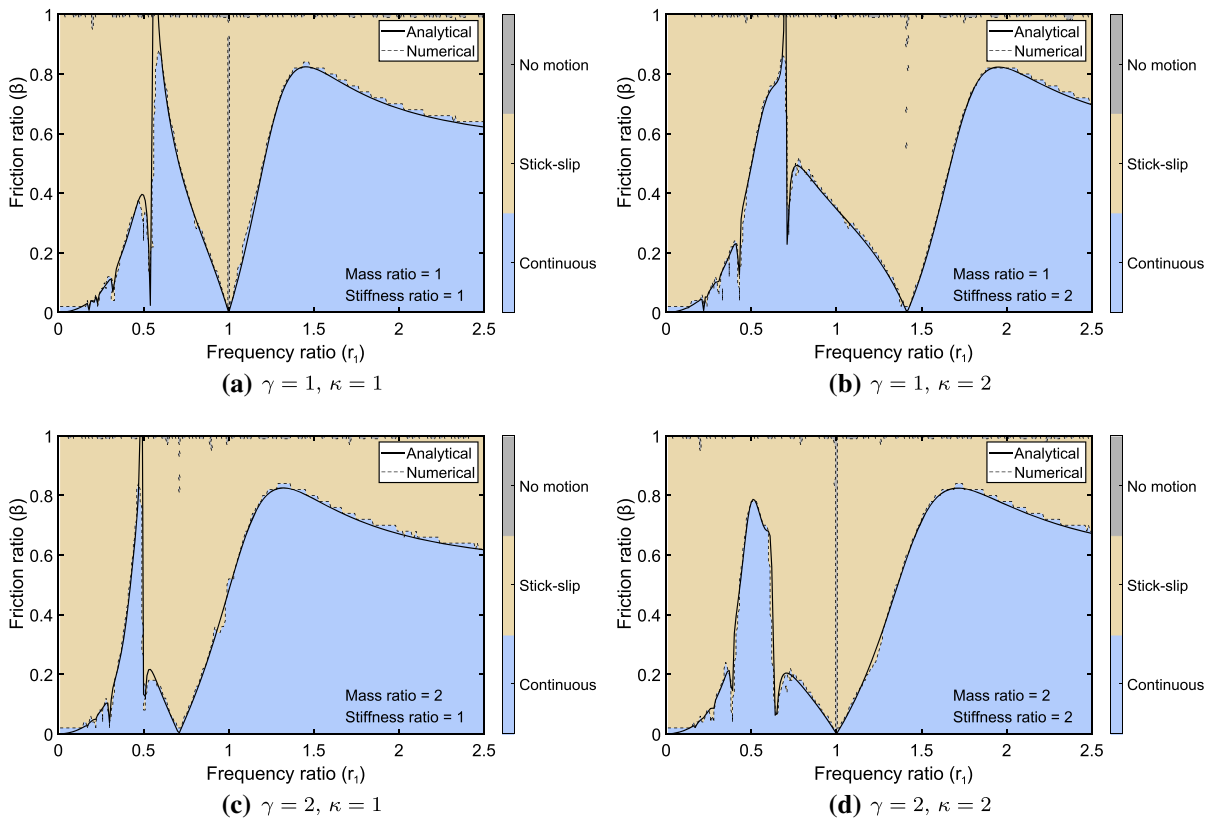 Analytical
Numerical
Mass ratio = 1
Stiffness ratio = 1
Friction ratio (β)
0
0.2
0.4
0.6
0.8
1
0
0.5
1
1.5
2
2.5
Frequency ratio (r₁)
No motion
Stick-slip
Continuous
(a) γ = 1, κ = 1
Analytical
Numerical
Mass ratio = 1
Stiffness ratio = 2
Friction ratio (β)
0
0.2
0.4
0.6
0.8
1
0
0.5
1
1.5
2
2.5
Frequency ratio (r₁)
No motion
Stick-slip
Continuous
(b) γ = 1, κ = 2
Analytical
Numerical
Mass ratio = 2
Stiffness ratio = 1
Friction ratio (β)
0
0.2
0.4
0.6
0.8
1
0
0.5
1
1.5
2
2.5
Frequency ratio (r₁)
No motion
Stick-slip
Continuous
(c) γ = 2, κ = 1
Analytical
Numerical
Mass ratio = 2
Stiffness ratio = 2
Friction ratio (β)
0
0.2
0.4
0.6
0.8
1
0
0.5
1
1.5
2
2.5
Frequency ratio (r₁)
No motion
Stick-slip
Continuous
(d) γ = 2, κ = 2